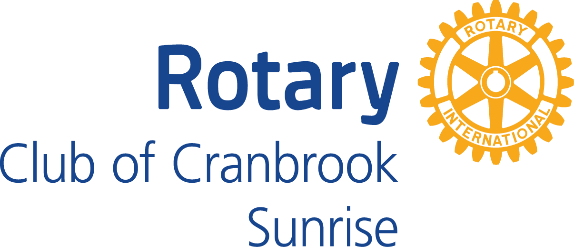 Rotary
Club of Cranbrook
Sunrise
ROTARY
INTERNATIONAL